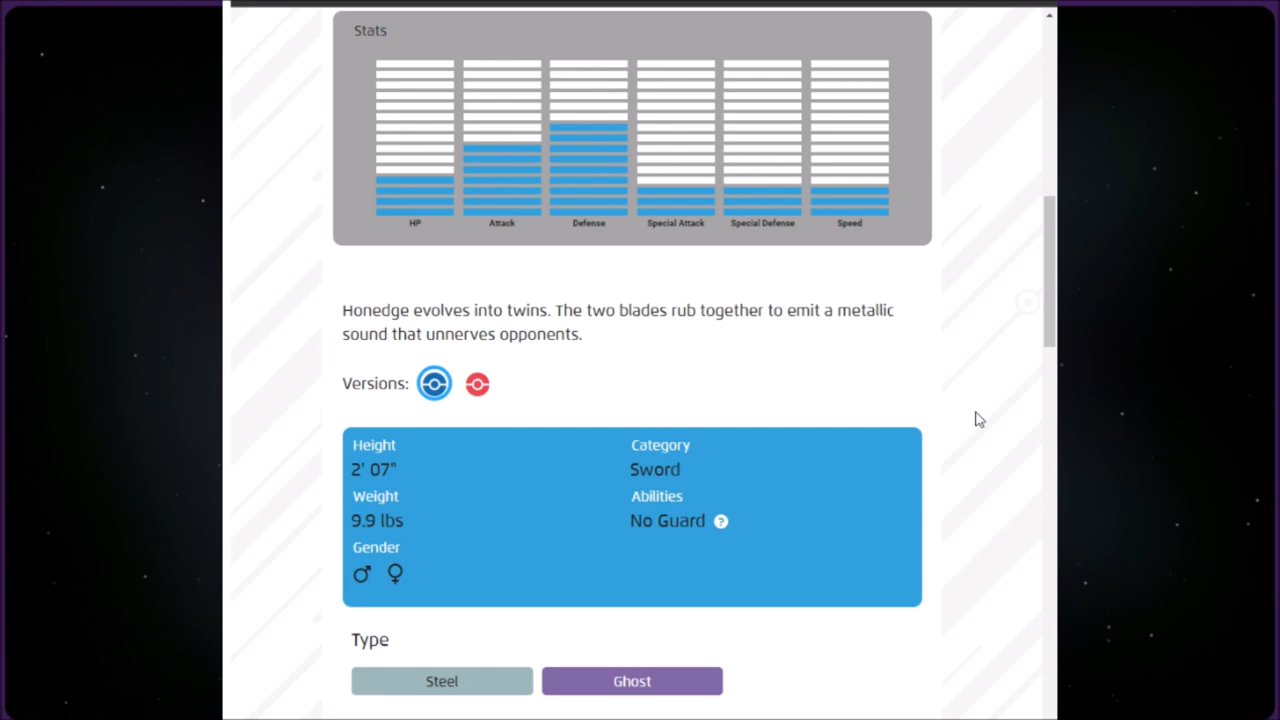 Stats
HP Attack Defense Special Attack Special Defense Speed
Honedge evolves into twins. The two blades rub together to emit a metallic
sound that unnerves opponents.
Versions:
Height
2' 07"
Weight
9.9 lbs
Gender
Category
Sword
Abilities
No Guard ?
Type
Steel Ghost